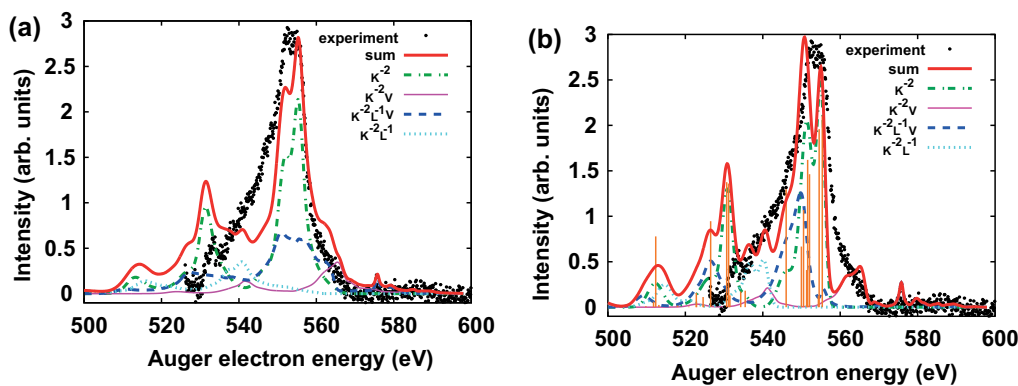 (a)
Intensity (arb. units)
3
2.5
2
1.5
1
0.5
0
experiment
sum
K⁻²
K⁻²V
K⁻²L⁻¹V
K⁻²L⁻¹
500 520 540 560 580 600
Auger electron energy (eV)
(b)
Intensity (arb. units)
3
2.5
2
1.5
1
0.5
0
experiment
sum
K⁻²
K⁻²V
K⁻²L⁻¹V
K⁻²L⁻¹
500 520 540 560 580 600
Auger electron energy (eV)